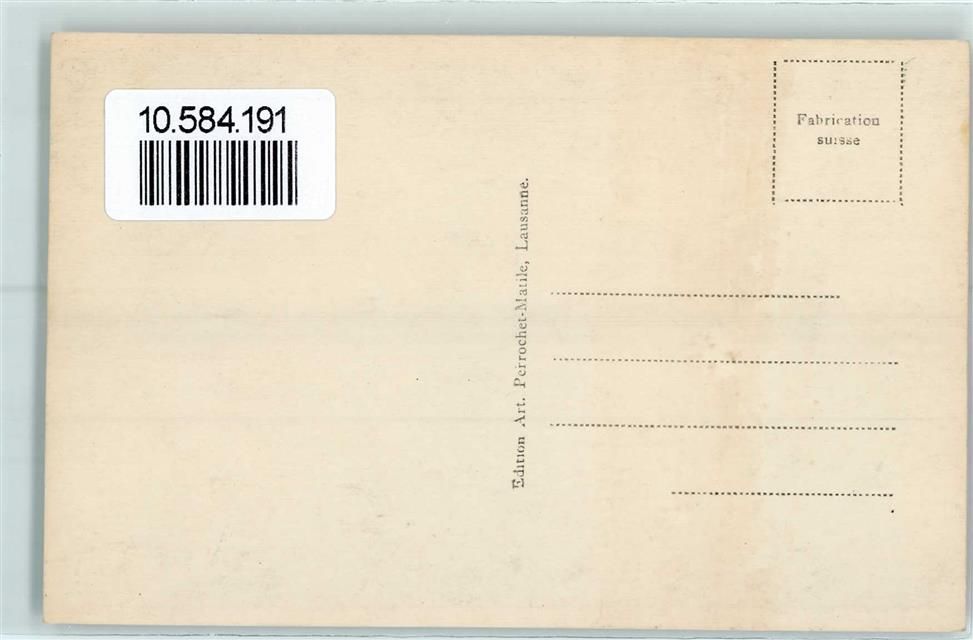 10.584.191
Fabrication
suisse
Edition Art. Perrochet-Matile, Lausanne.